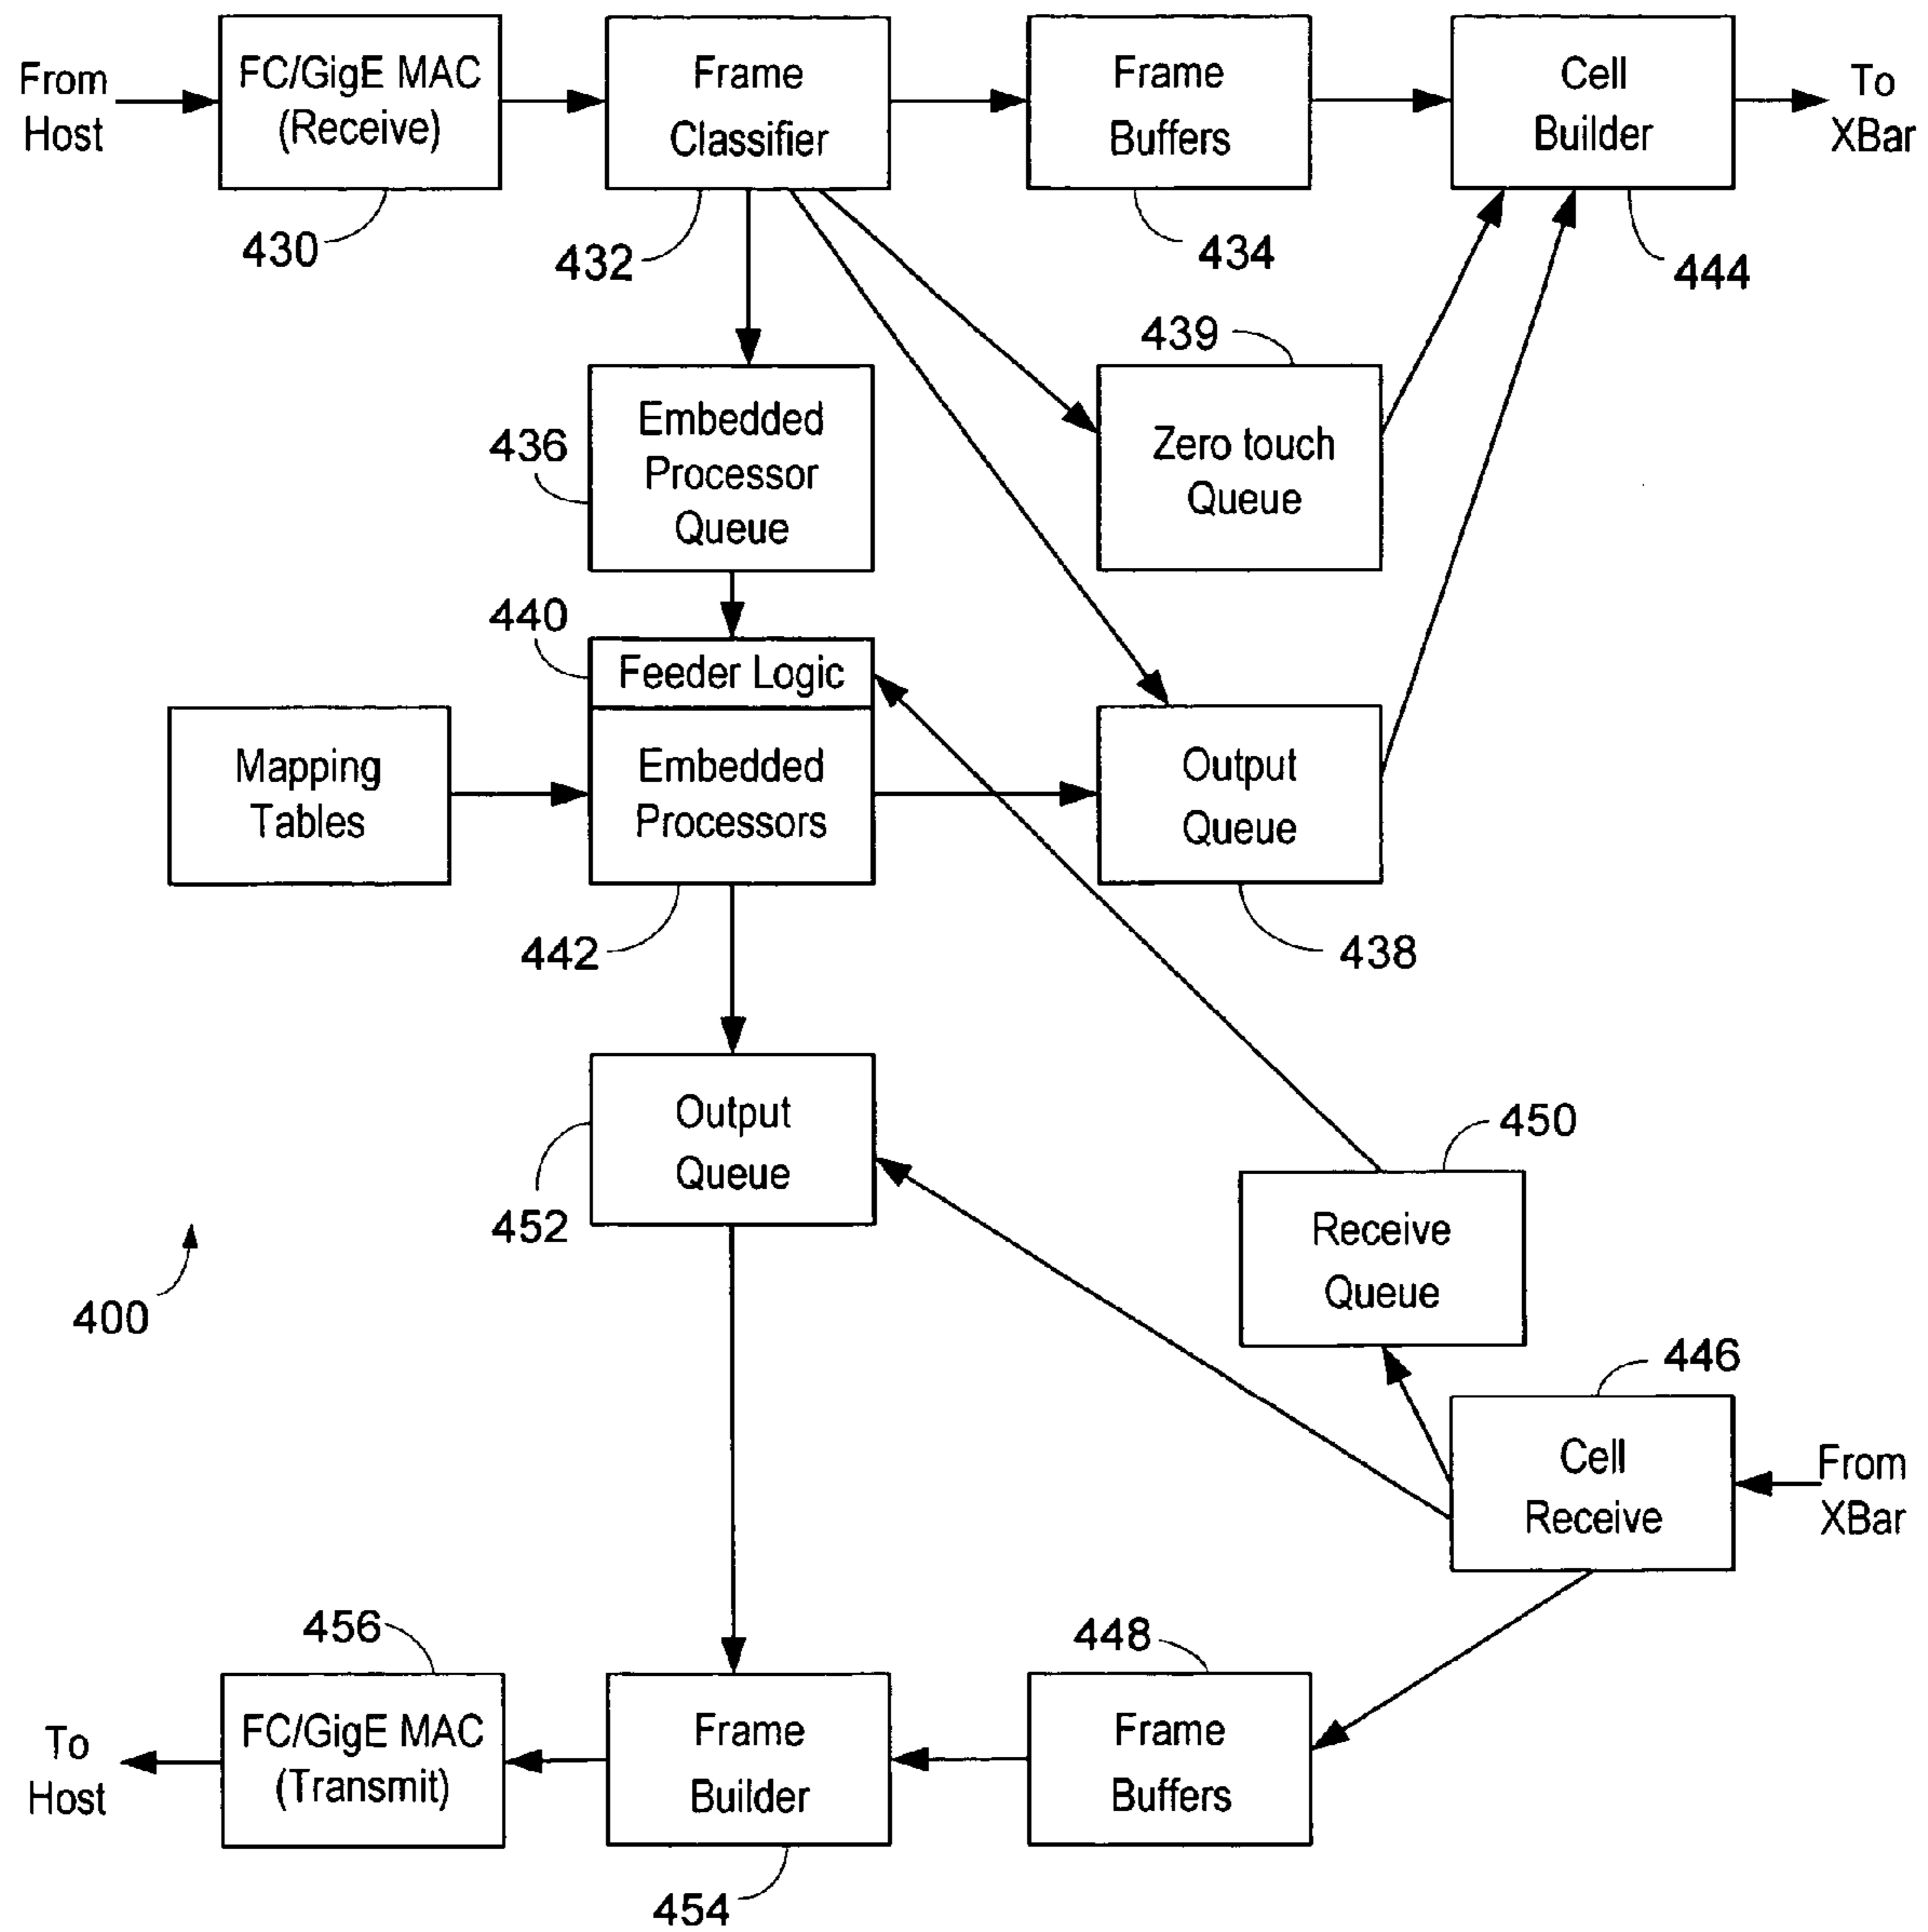 From
Host
FC/GigE MAC
(Receive)
430
Frame
Classifier
432
Frame
Buffers
434
Cell
Builder
444
To
XBar
439
Zero touch
Queue
436
Embedded
Processor
Queue
440
Feeder Logic
Mapping
Tables
Embedded
Processors
442
Output
Queue
438
Output
Queue
452
450
Receive
Queue
400
446
Cell
Receive
From
XBar
456
448
To
Host
FC/GigE MAC
(Transmit)
Frame
Builder
454
Frame
Buffers